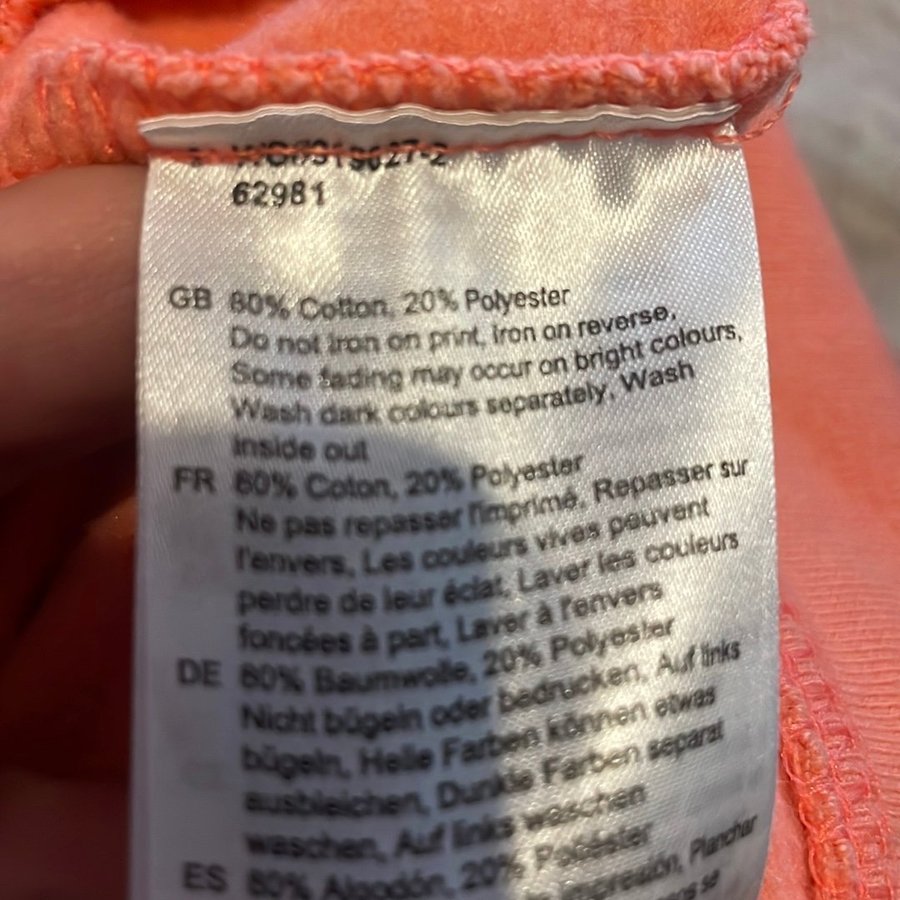 62981
GB 80% Cotton, 20% Polyester
Do not iron on print, Iron on reverse,
Some fading may occur on bright colours,
Wash dark colours separately, Wash
inside out
FR 80% Coton, 20% Polyester
Ne pas repasser l'imprimé, Repasser sur
l'envers, Les couleurs vives peuvent
perdre de leur éclat, Laver les couleurs
foncées à part, Laver à l'envers
DE 80% Baumwolle, 20% Polyester
Nicht bügeln oder bedrucken, Auf links
bügeln, Helle Farben können etwas
ausbleichen, Dunkle Farben separat
waschen, Auf links waschen
ES 80% Algodón, 20% Poliéster
impresión, Planchar
se